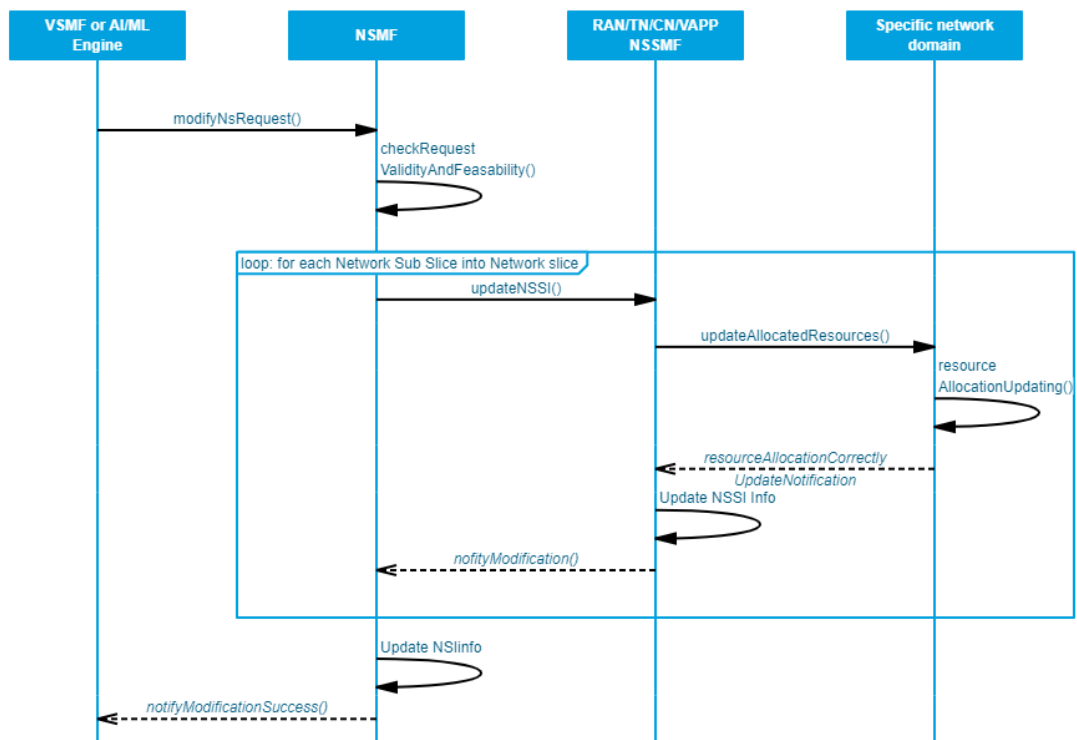 VSMF or AI/ML
Engine
NSMF
RAN/TN/CN/VAPP
NSSMF
Specific network
domain
modifyNsRequest()
checkRequest
ValidityAndFeasability()
loop: for each Network Sub Slice into Network slice
updateNSSI()
updateAllocatedResources()
resource
AllocationUpdating()
resourceAllocationCorrectly
UpdateNotification
Update NSSI Info
nofityModification()
Update NSIinfo
notifyModificationSuccess()